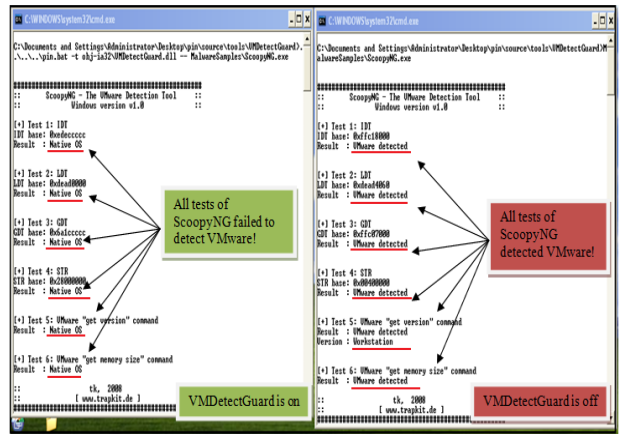 C:\WINDOWS\system32\cmd.exe
C:\Documents and Settings\Administrator\Desktop\pin\source\tools\VMDetectGuard>.
.\..\..\pin.bat -t obj-ia32\VMDetectGuard.dll -- MalwareSamples\ScoopyNG.exe
:: ScoopyNG - The VMware Detection Tool ::
:: Windows version v1.0 ::
[+] Test 1: IDT
IDT base: 0xedeccccc
Result : Native OS
[+] Test 2: LDT
LDT base: 0xdead0000
Result : Native OS
[+] Test 3: GDT
GDT base: 0x6a1ccccc
Result : Native OS
[+] Test 4: STR
STR base: 0x28000000
Result : Native OS
[+] Test 5: VMware "get version" command
Result : Native OS
[+] Test 6: VMware "get memory size" command
Result : Native OS
:: tk, 2008 ::
:: [ www.trapkit.de ] ::
All tests of
ScoopyNG failed to
detect VMware!
VMDetectGuard is on
C:\WINDOWS\system32\cmd.exe
C:\Documents and Settings\Administrator\Desktop\pin\source\tools\VMDetectGuard>M
alwareSamples\ScoopyNG.exe
:: ScoopyNG - The VMware Detection Tool ::
:: Windows version v1.0 ::
[+] Test 1: IDT
IDT base: 0xffc18000
Result : VMware detected
[+] Test 2: LDT
LDT base: 0xdead4060
Result : VMware detected
[+] Test 3: GDT
GDT base: 0xffc07000
Result : VMware detected
[+] Test 4: STR
STR base: 0x00400000
Result : VMware detected
[+] Test 5: VMware "get version" command
Result : VMware detected
Version : Workstation
[+] Test 6: VMware "get memory size" command
Result : VMware detected
:: tk, 2008 ::
:: [ www.trapkit.de ] ::
All tests of
ScoopyNG
detected VMware!
VMDetectGuard is off